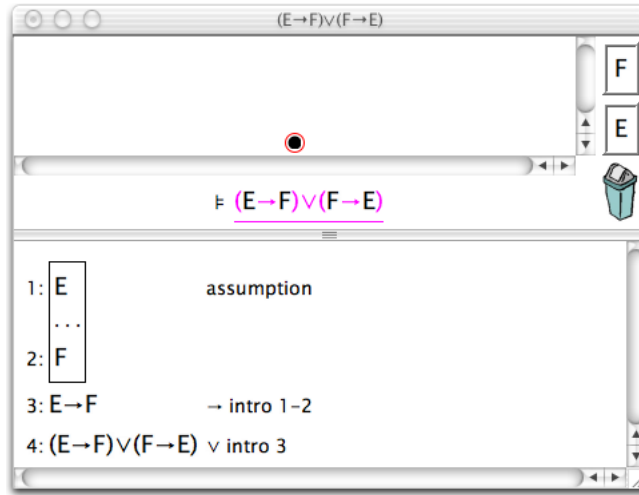 (E→F)∨(F→E)
F
E
⊨ (E→F)∨(F→E)
1: E assumption
...
2: F
3: E→F → intro 1-2
4: (E→F)∨(F→E) ∨ intro 3